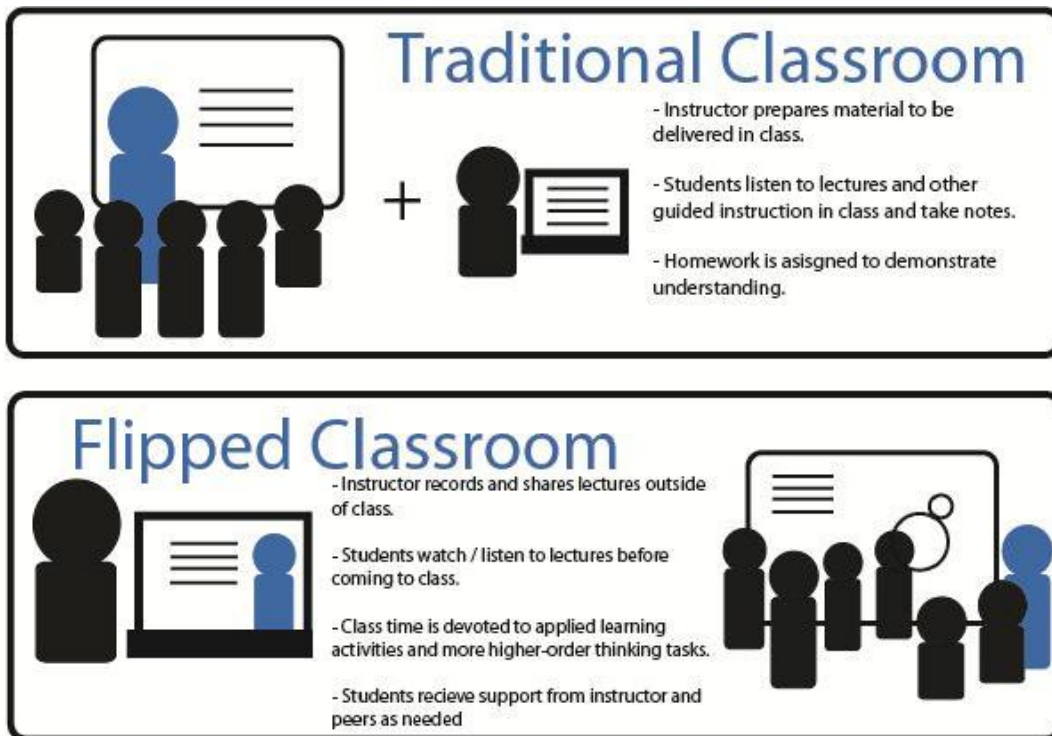 Traditional Classroom
- Instructor prepares material to be
delivered in class.
- Students listen to lectures and other
guided instruction in class and take notes.
- Homework is asisgned to demonstrate
understanding.
Flipped Classroom
- Instructor records and shares lectures outside
of class.
- Students watch / listen to lectures before
coming to class.
- Class time is devoted to applied learning
activities and more higher-order thinking tasks.
- Students recieve support from instructor and
peers as needed